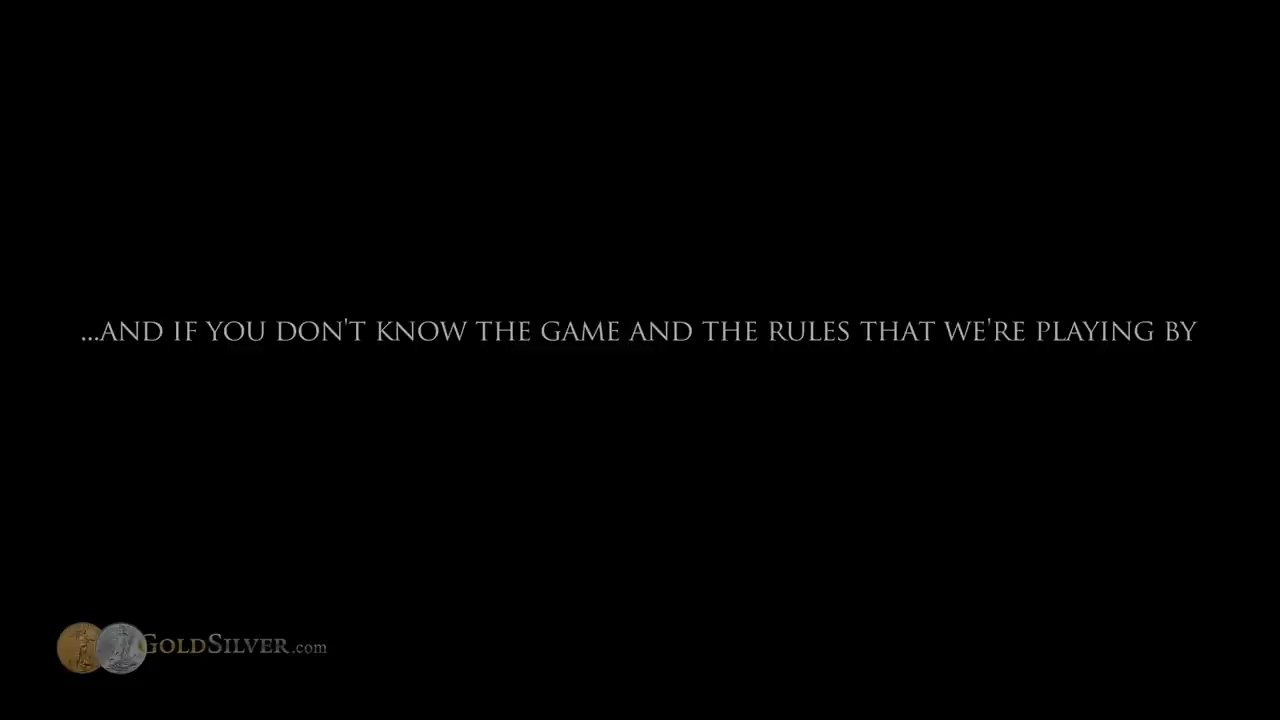 ...AND IF YOU DON'T KNOW THE GAME AND THE RULES THAT WE'RE PLAYING BY
GOLDSILVER.com